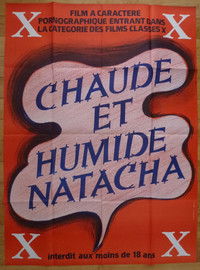 X X
FILM A CARACTERE
PORNOGRAPHIQUE ENTRANT DANS
LA CATEGORIE DES FILMS CLASSES X
CHAUDE
ET
HUMIDE
NATACHA
X X
interdit aux moins de 18 ans